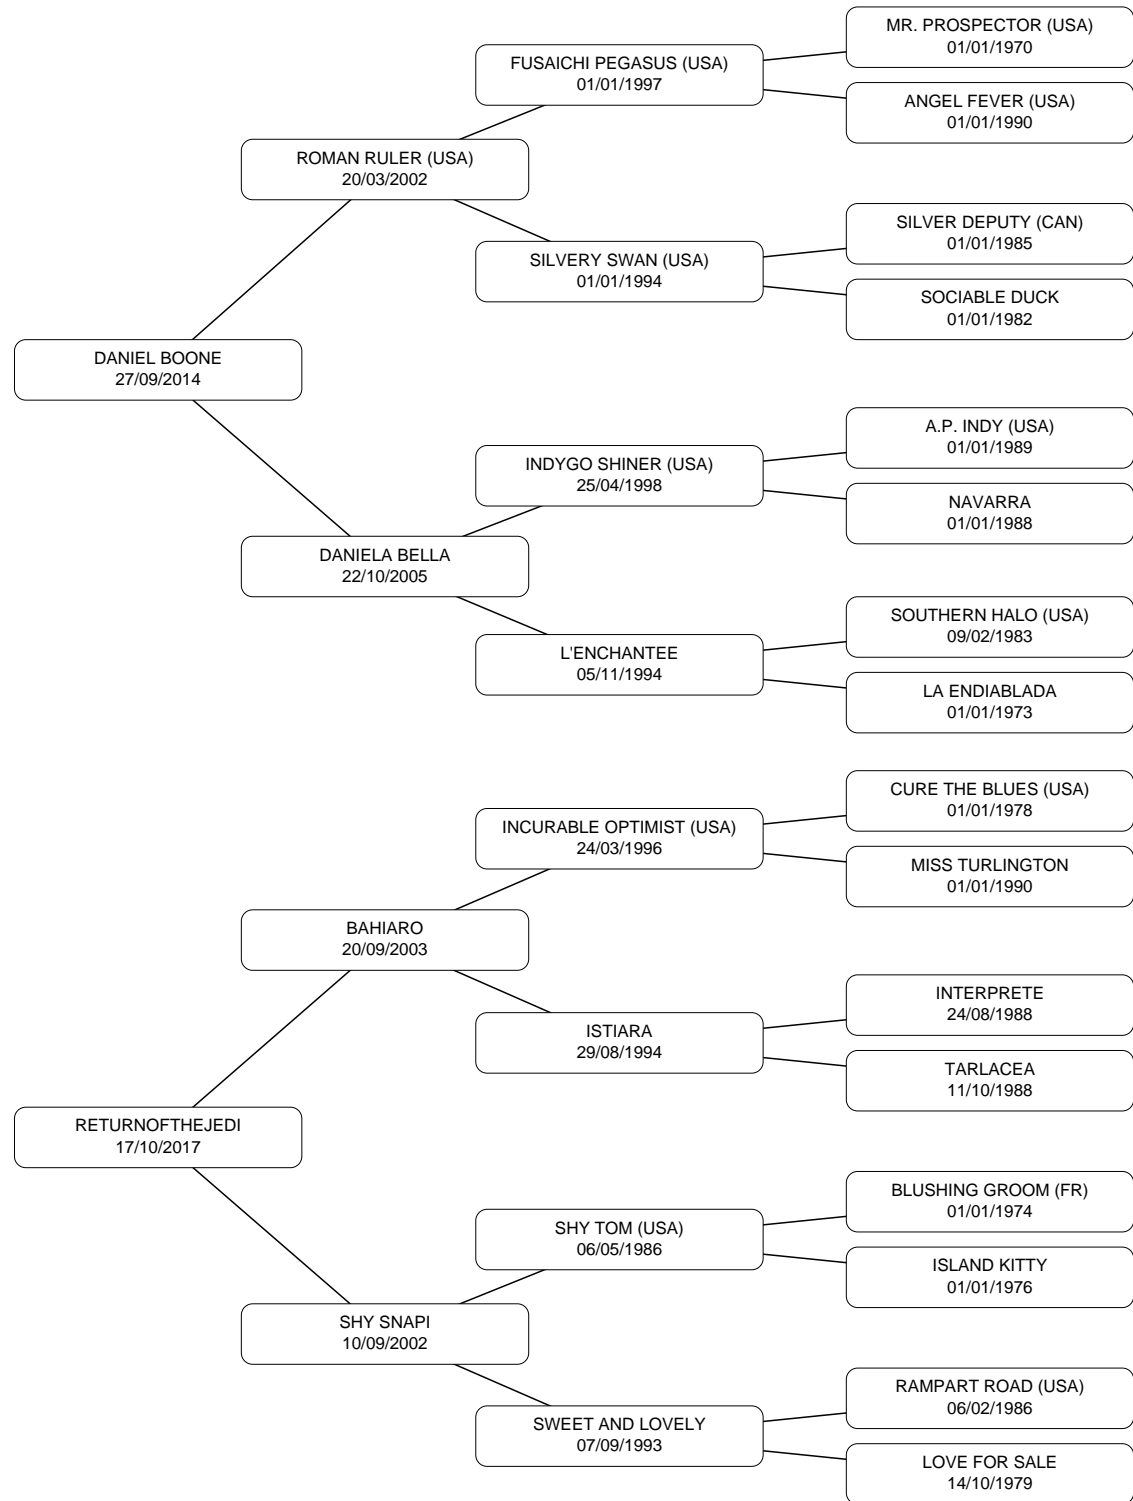 MR. PROSPECTOR (USA)
01/01/1970
FUSAICHI PEGASUS (USA)
01/01/1997
ANGEL FEVER (USA)
01/01/1990
ROMAN RULER (USA)
20/03/2002
SILVER DEPUTY (CAN)
01/01/1985
SILVERY SWAN (USA)
01/01/1994
SOCIABLE DUCK
01/01/1982
DANIEL BOONE
27/09/2014
A.P. INDY (USA)
01/01/1989
INDYGO SHINER (USA)
25/04/1998
NAVARRA
01/01/1988
DANIELA BELLA
22/10/2005
SOUTHERN HALO (USA)
09/02/1983
L'ENCHANTEE
05/11/1994
LA ENDIABLADA
01/01/1973
CURE THE BLUES (USA)
01/01/1978
INCURABLE OPTIMIST (USA)
24/03/1996
MISS TURLINGTON
01/01/1990
BAHIARO
20/09/2003
INTERPRETE
24/08/1988
ISTIARA
29/08/1994
TARLACEA
11/10/1988
RETURNOFTHEJEDI
17/10/2017
BLUSHING GROOM (FR)
01/01/1974
SHY TOM (USA)
06/05/1986
ISLAND KITTY
01/01/1976
SHY SNAPI
10/09/2002
RAMPART ROAD (USA)
06/02/1986
SWEET AND LOVELY
07/09/1993
LOVE FOR SALE
14/10/1979